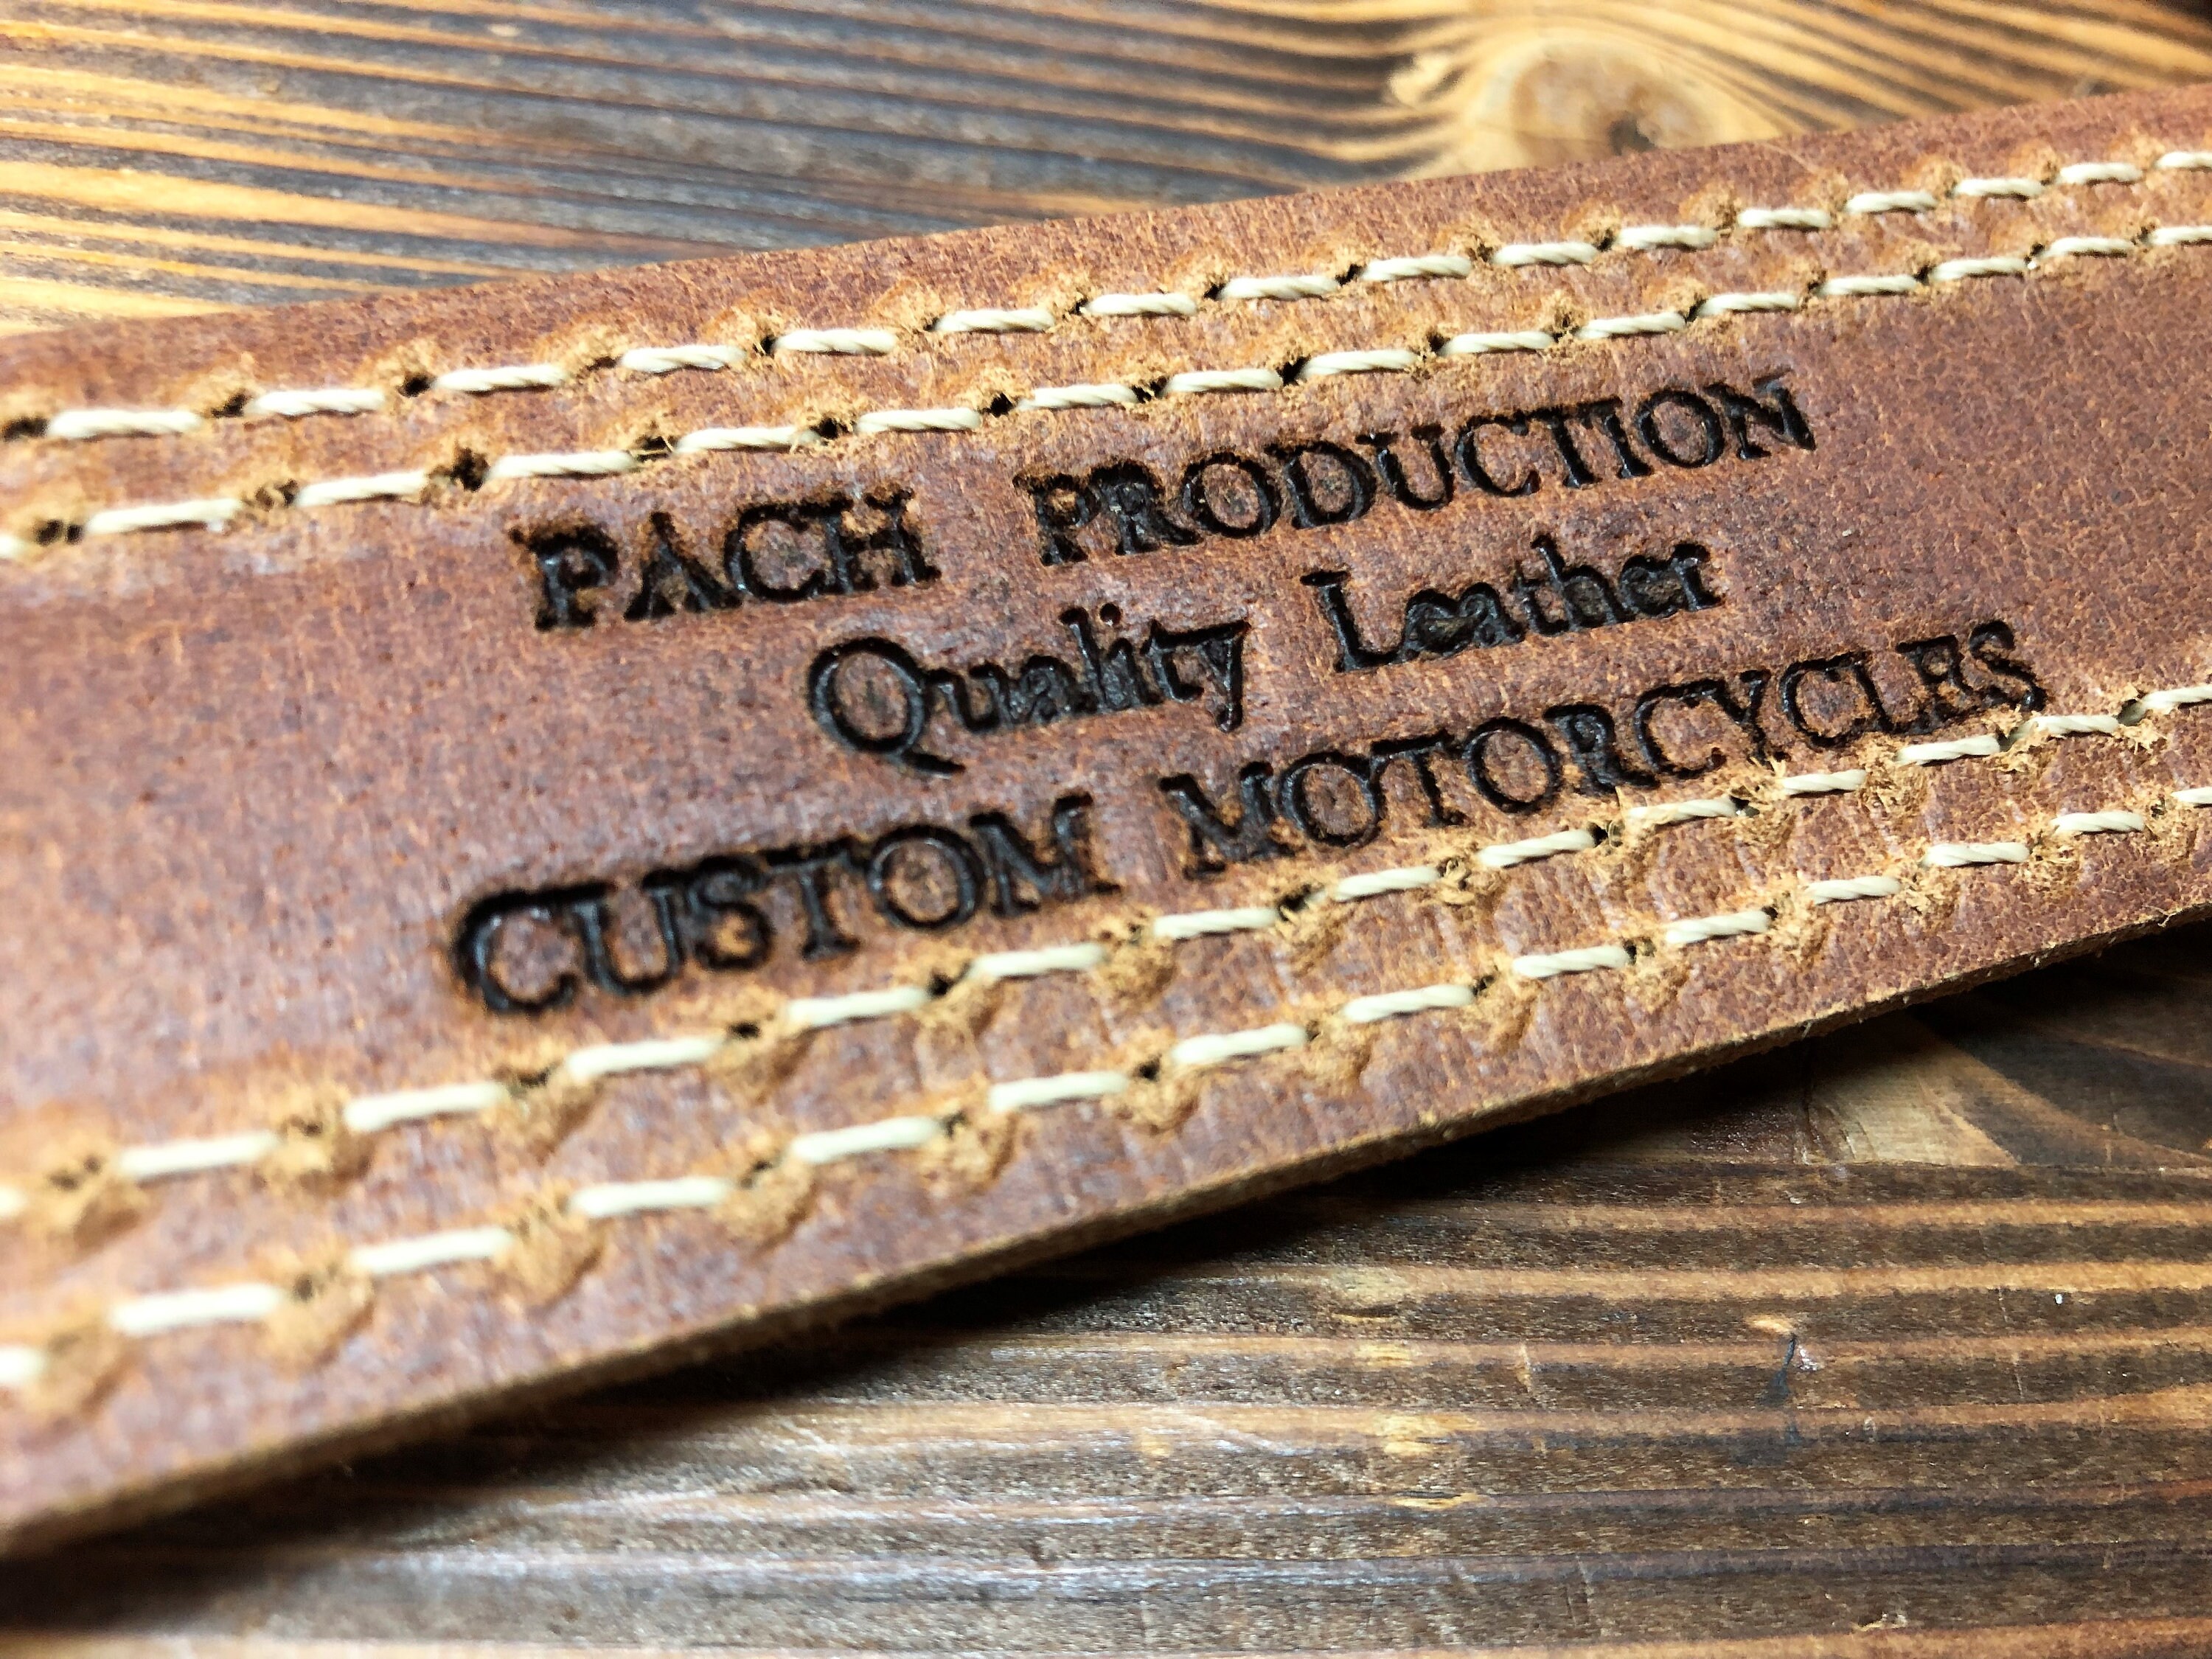 PACH PRODUCTION
Quality Leather
CUSTOM MOTORCYCLES